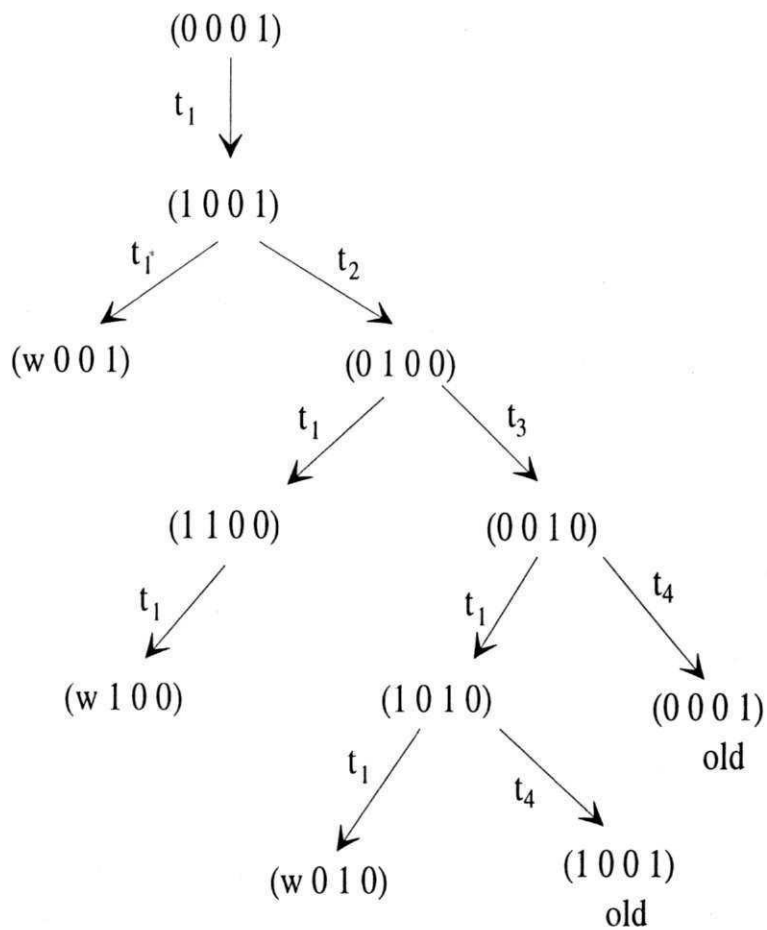 (0 0 0 1)
t1
(1 0 0 1)
t1 t2
(w 0 0 1) (0 1 0 0)
t1 t3
(1 1 0 0) (0 0 1 0)
t1 t1 t4
(w 1 0 0) (1 0 1 0) (0 0 0 1)
old
t1 t4
(w 0 1 0) (1 0 0 1)
old